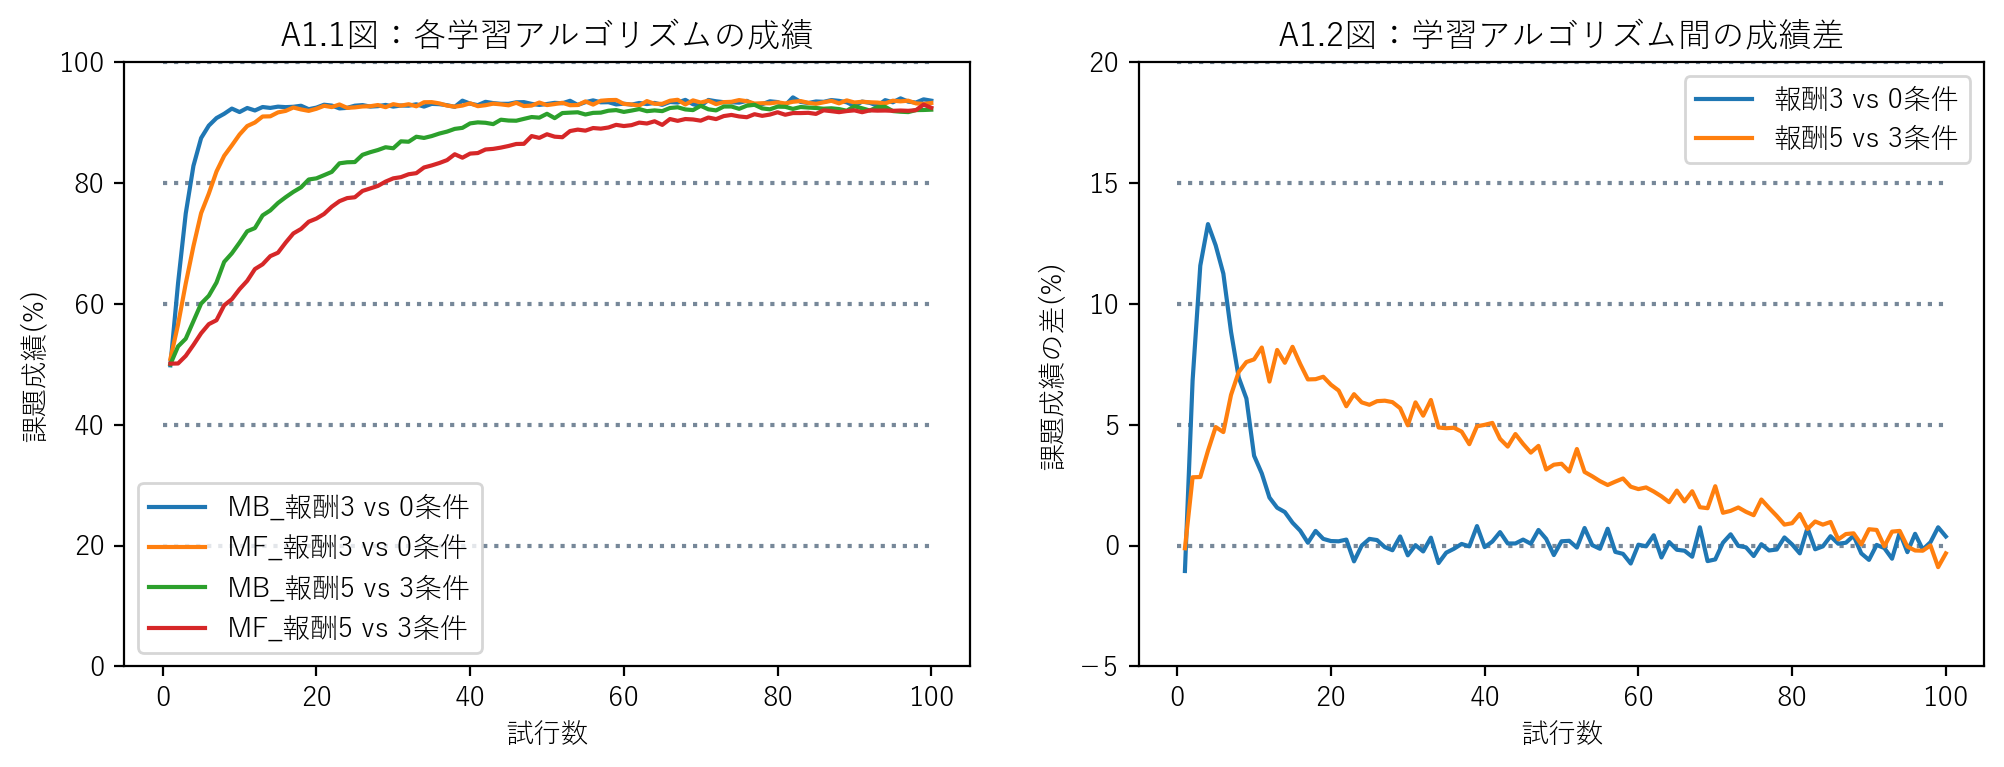 A1.1図：各学習アルゴリズムの成績
100
80
60
40
20
0
課題成績(%)
MB_報酬3 vs 0条件
MF_報酬3 vs 0条件
MB_報酬5 vs 3条件
MF_報酬5 vs 3条件
0 20 40 60 80 100
試行数
A1.2図：学習アルゴリズム間の成績差
20
15
10
5
0
−5
課題成績の差(%)
報酬3 vs 0条件
報酬5 vs 3条件
0 20 40 60 80 100
試行数